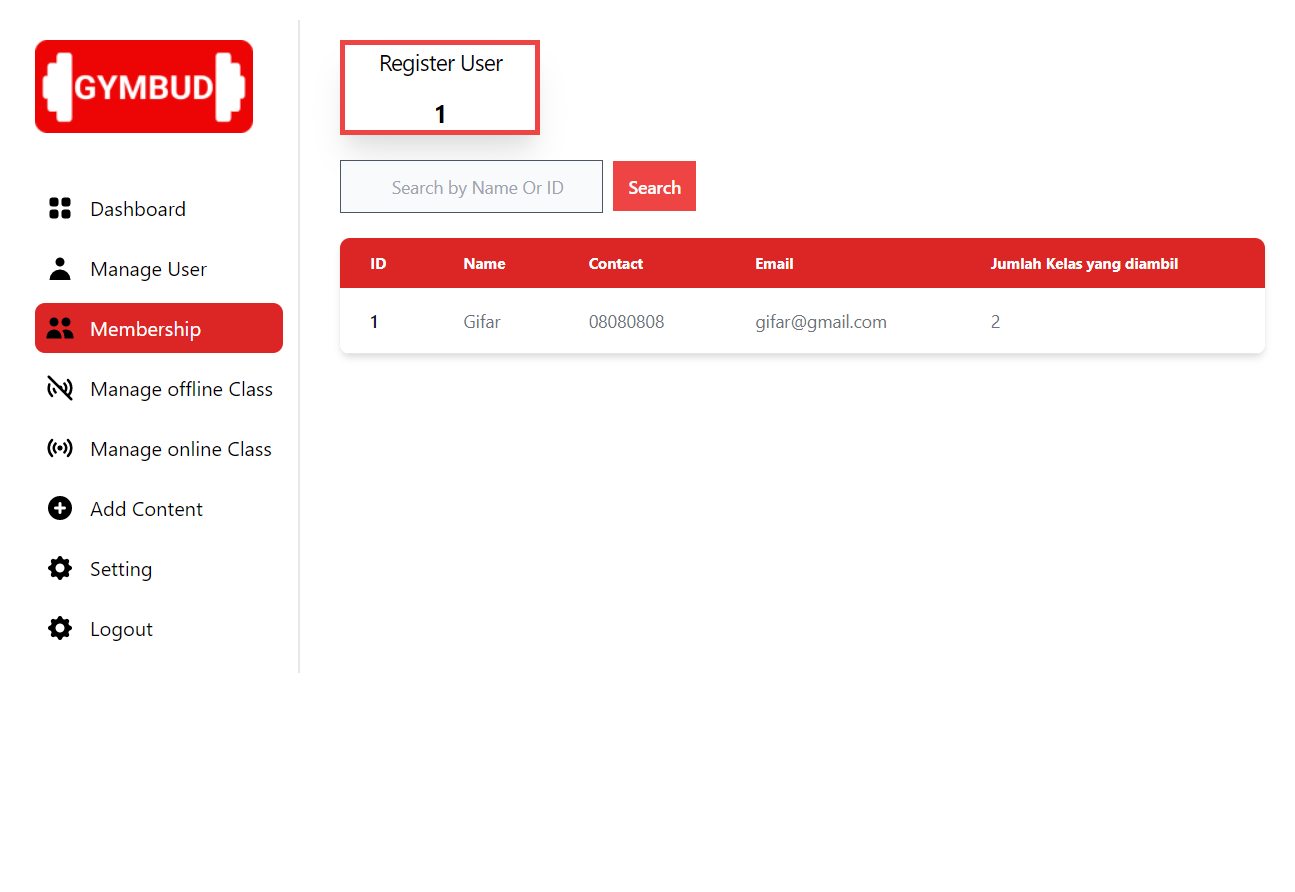 GYMBUD
Dashboard
Manage User
Membership
Manage offline Class
Manage online Class
Add Content
Setting
Logout
Register User
1
Search by Name Or ID
Search
ID Name Contact Email Jumlah Kelas yang diambil
1 Gifar 08080808 gifar@gmail.com 2